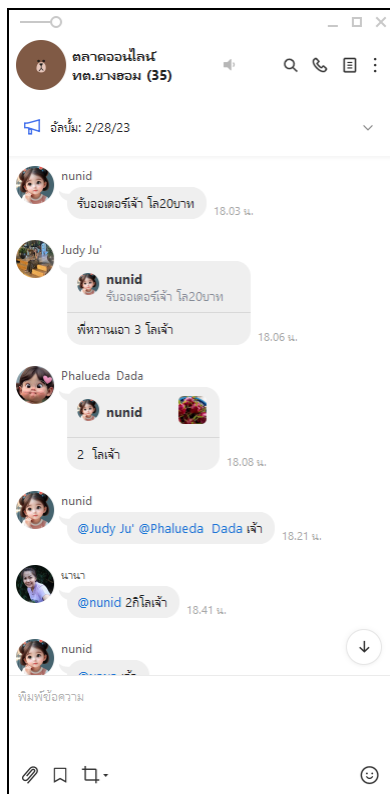 ตลาดออนไลน์
ทต.ยางฮอม (35)
อัลบั้ม: 2/28/23
nunid
รับออเดอร์เจ้า โล20บาท
18.03 น.
Judy Ju'
nunid
รับออเดอร์เจ้า โล20บาท
พี่หวานเอา 3 โลเจ้า
18.06 น.
Phalueda Dada
nunid
2 โลเจ้า
18.08 น.
nunid
@Judy Ju' @Phalueda Dada เจ้า
18.21 น.
นานา
@nunid 2กิโลเจ้า
18.41 น.
nunid
พิมพ์ข้อความ